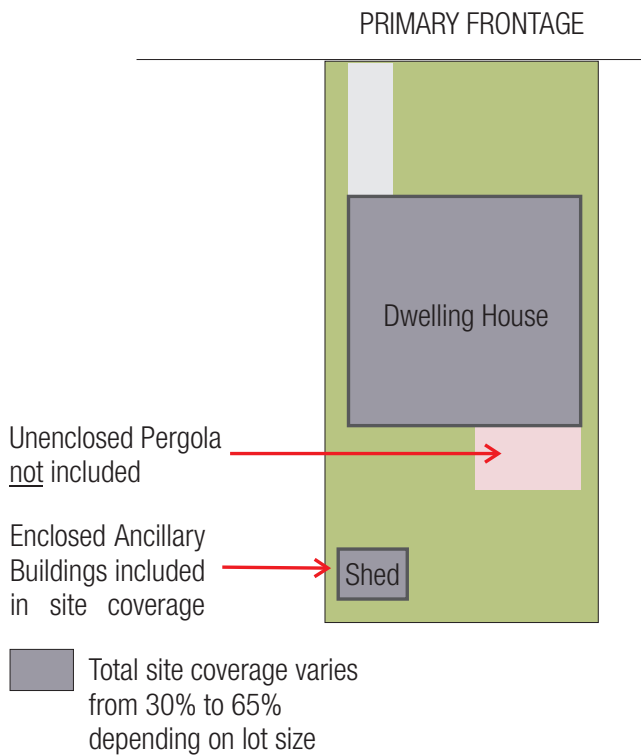 PRIMARY FRONTAGE
Dwelling House
Unenclosed Pergola
not included
Enclosed Ancillary
Buildings included
in site coverage
Shed
Total site coverage varies
from 30% to 65%
depending on lot size